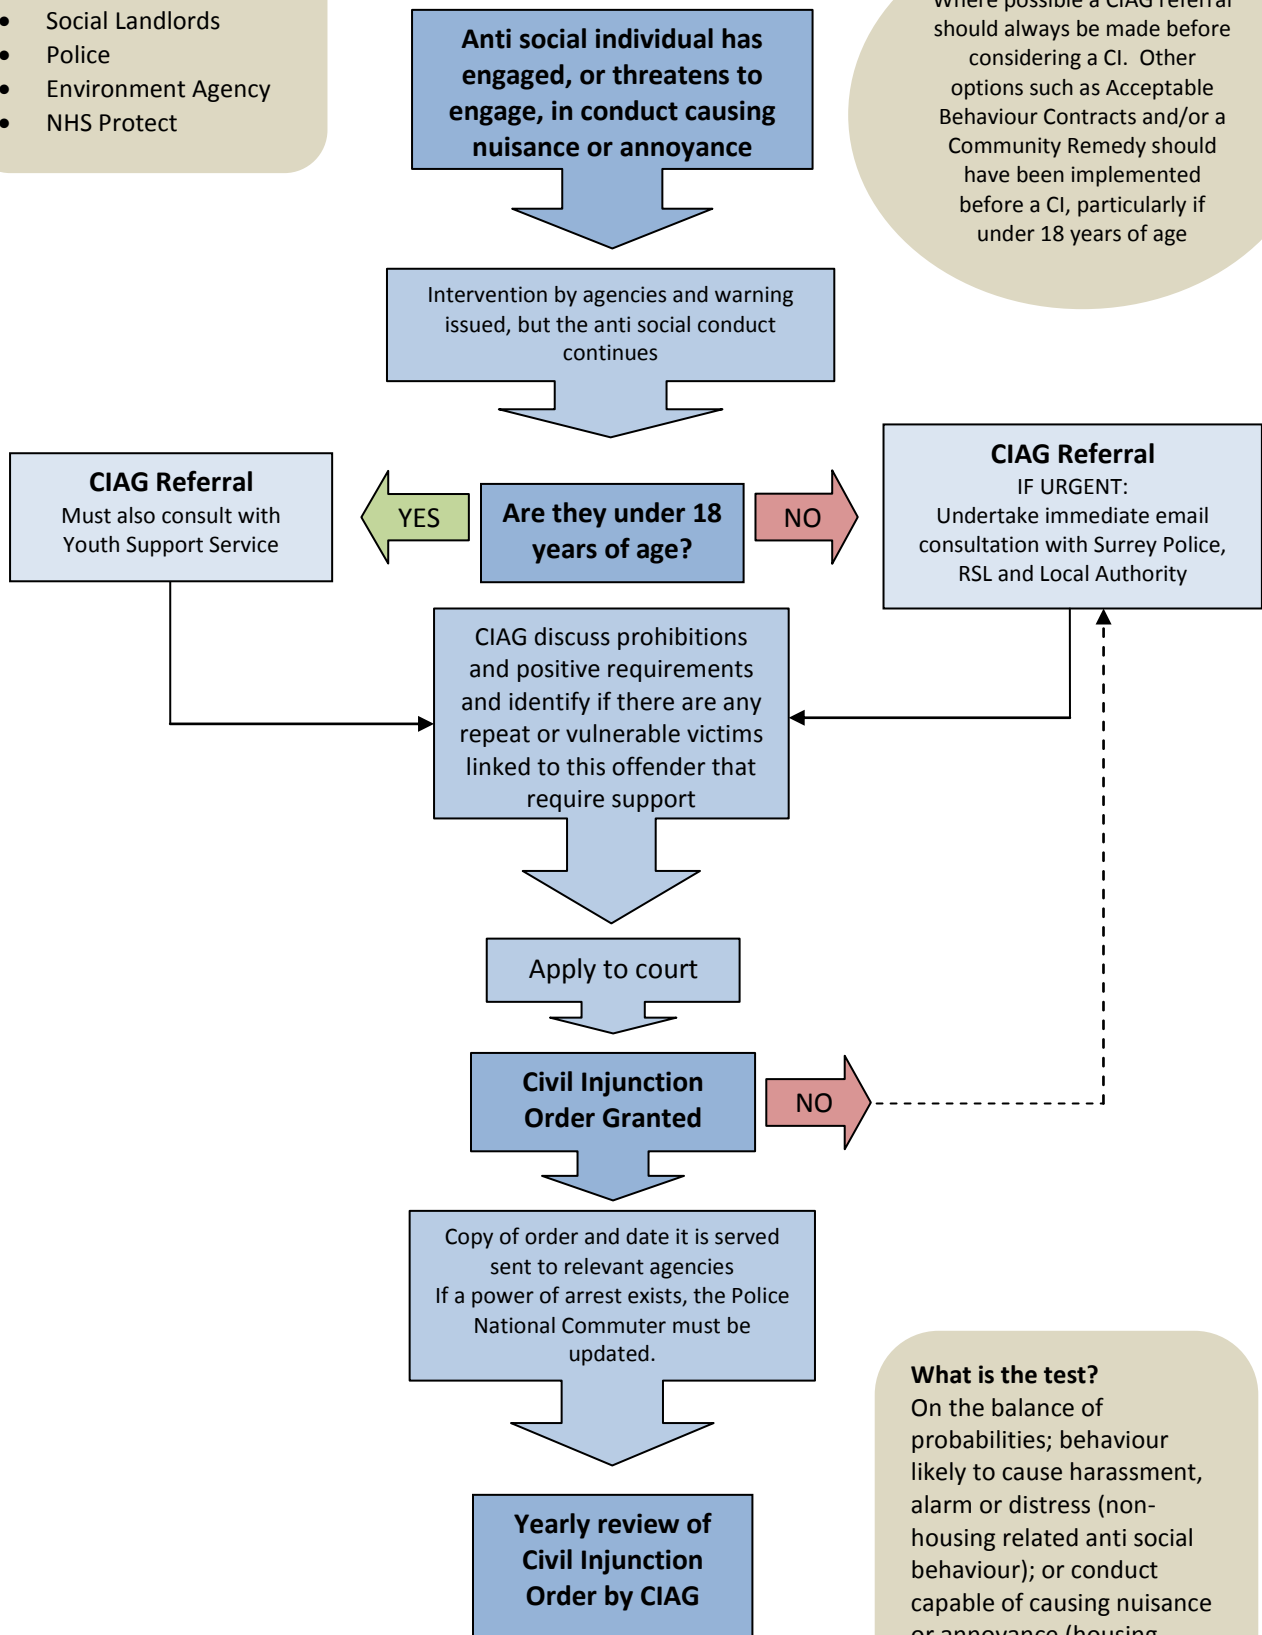 • Social Landlords
• Police
• Environment Agency
• NHS Protect
Anti social individual has
engaged, or threatens to
engage, in conduct causing
nuisance or annoyance
Where possible a CIAG referral
should always be made before
considering a CI. Other
options such as Acceptable
Behaviour Contracts and/or a
Community Remedy should
have been implemented
before a CI, particularly if
under 18 years of age
Intervention by agencies and warning
issued, but the anti social conduct
continues
CIAG Referral
Must also consult with
Youth Support Service
YES
Are they under 18
years of age?
NO
CIAG Referral
IF URGENT:
Undertake immediate email
consultation with Surrey Police,
RSL and Local Authority
CIAG discuss prohibitions
and positive requirements
and identify if there are any
repeat or vulnerable victims
linked to this offender that
require support
Apply to court
Civil Injunction
Order Granted
NO
Copy of order and date it is served
sent to relevant agencies
If a power of arrest exists, the Police
National Commuter must be
updated.
Yearly review of
Civil Injunction
Order by CIAG
What is the test?
On the balance of
probabilities; behaviour
likely to cause harassment,
alarm or distress (non-
housing related anti social
behaviour); or conduct
capable of causing nuisance
or annoyance (housing